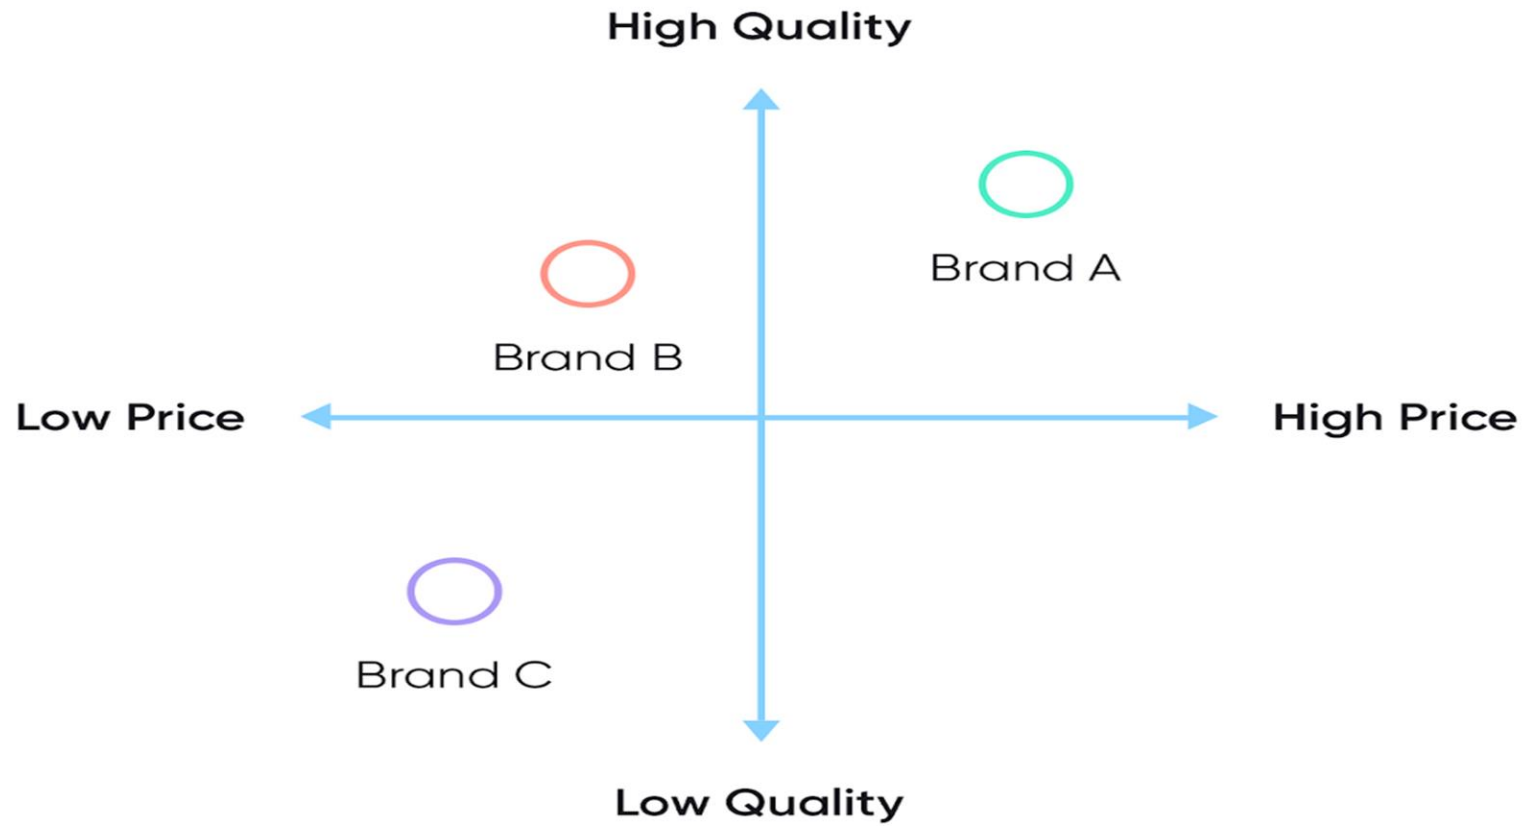 High Quality
Brand A
Brand B
Low Price
High Price
Brand C
Low Quality